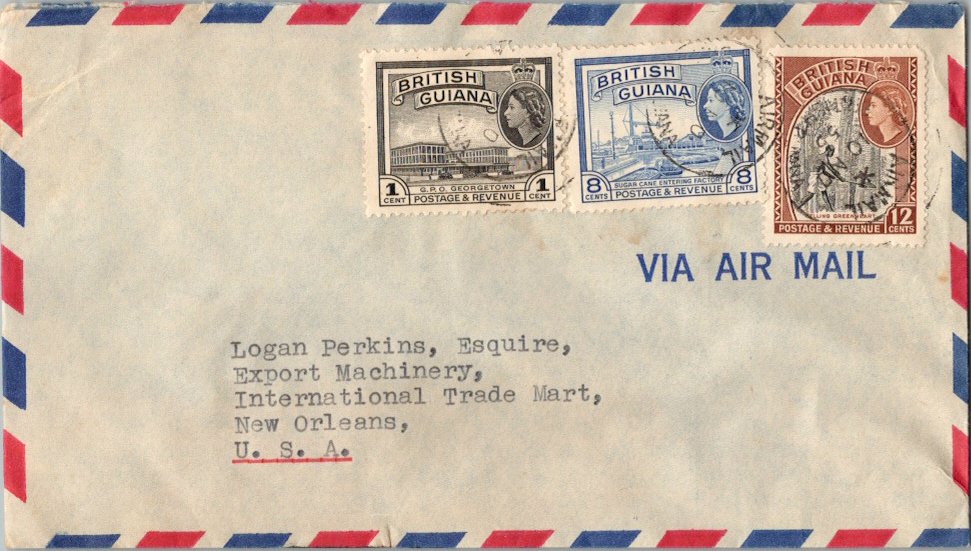 BRITISH
GUIANA
1
CENT
G.P.O. GEORGETOWN
POSTAGE & REVENUE
1
CENT
BRITISH
GUIANA
8
CENTS
SUGAR CANE ENTERING FACTORY
POSTAGE & REVENUE
8
CENTS
AIRMAIL
BRITISH
GUIANA
POSTAGE & REVENUE
12
CENTS
AIRMAIL
VIA AIR MAIL
Logan Perkins, Esquire,
Export Machinery,
International Trade Mart,
New Orleans,
U. S. A.